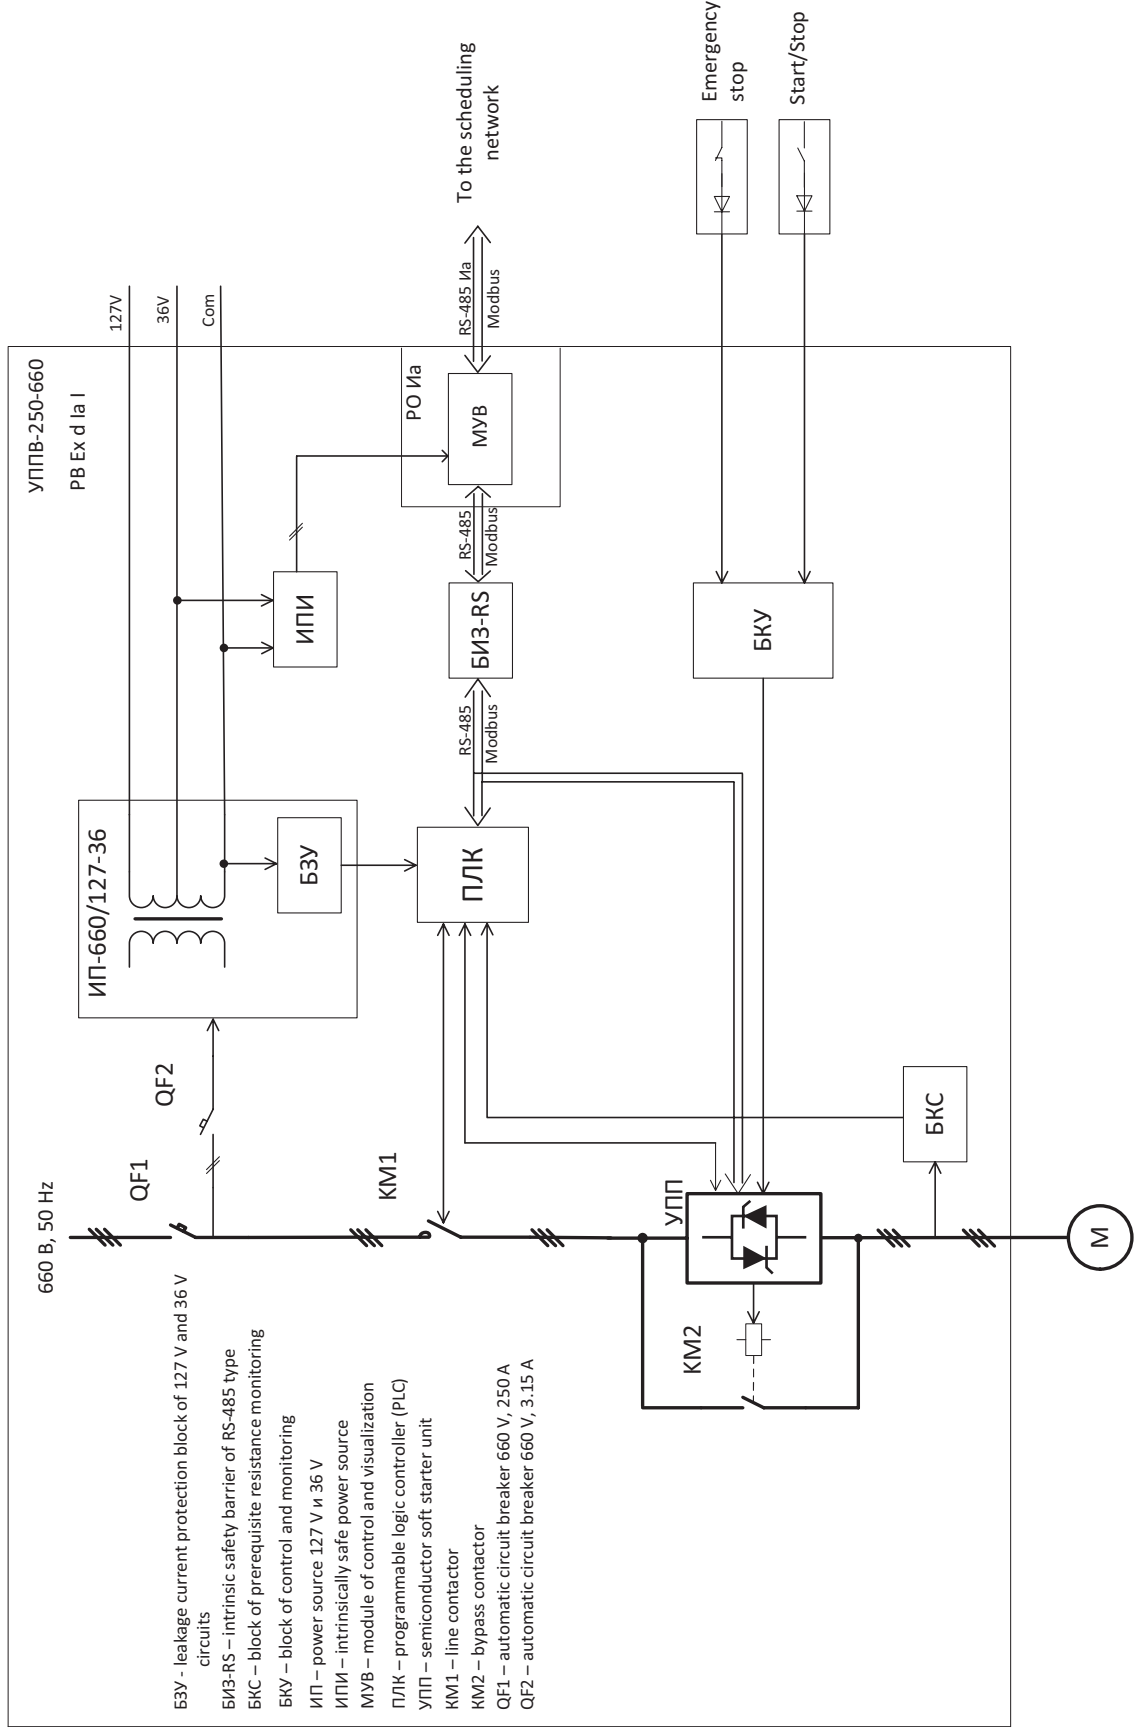 660 В, 50 Hz
УППВ-250-660
РВ Ex d Ia I
127V
36V
Com
QF1
QF2
ИП-660/127-36
БЗУ
ИПИ
РО Иа
КМ1
ПЛК
RS-485
Modbus
БИЗ-RS
RS-485
Modbus
МУВ
RS-485 Иа
Modbus
To the scheduling
network
КМ2
УПП
БКУ
Emergency
stop
Start/Stop
БКС
М
БЗУ - leakage current protection block of 127 V and 36 V
circuits
БИЗ-RS – intrinsic safety barrier of RS-485 type
БКС – block of prerequisite resistance monitoring
БКУ – block of control and monitoring
ИП – power source 127 V и 36 V
ИПИ – intrinsically safe power source
МУВ – module of control and visualization
ПЛК – programmable logic controller (PLC)
УПП – semiconductor soft starter unit
КМ1 – line contactor
КМ2 – bypass contactor
QF1 – automatic circuit breaker 660 V, 250 A
QF2 – automatic circuit breaker 660 V, 3.15 A